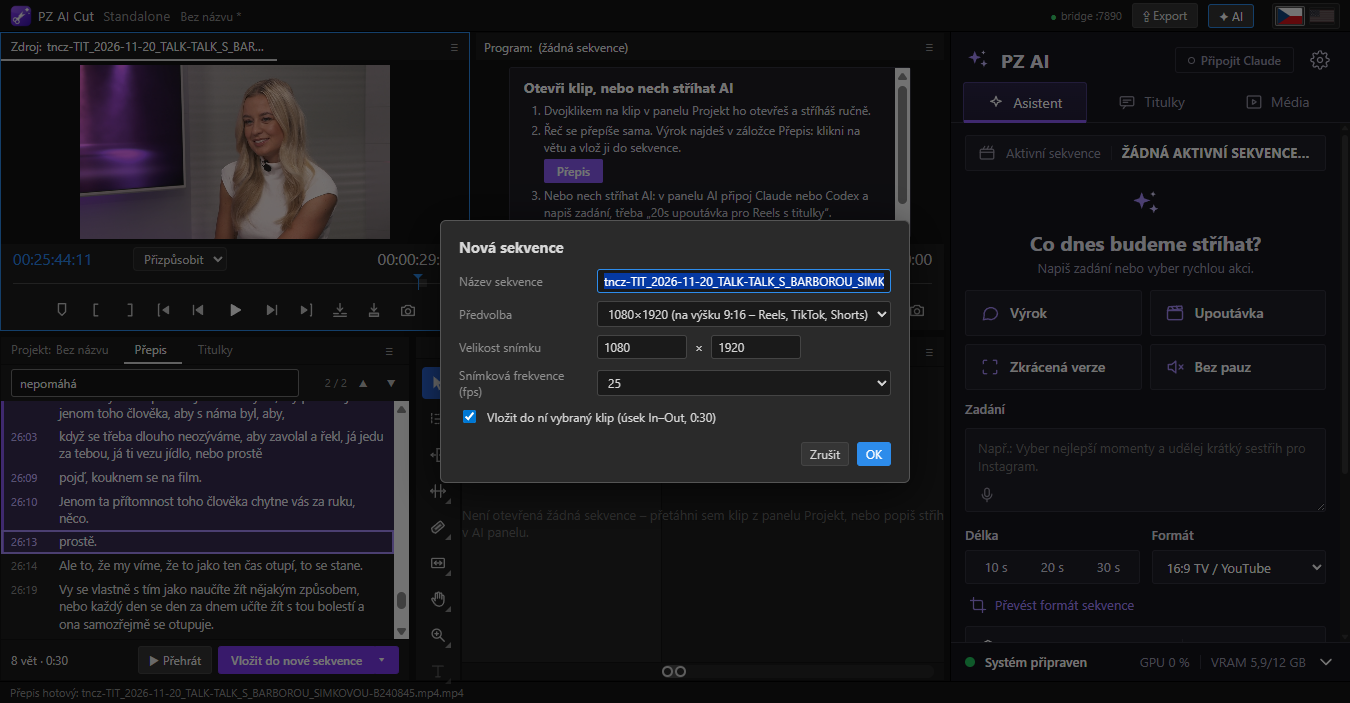 PZ AI Cut Standalone Bez názvu *
bridge :7890
Export
AI
Zdroj: tncz-TIT_2026-11-20_TALK-TALK_S_BAR...
Program: (žádná sekvence)
Otevři klip, nebo nech stříhat AI
1. Dvojklikem na klip v panelu Projekt ho otevřeš a stříháš ručně.
2. Řeč se přepíše sama. Výrok najdeš v záložce Přepis: klikni na
větu a vlož ji do sekvence.
Přepis
3. Nebo nech stříhat AI: v panelu AI připoj Claude nebo Codex a
napiš zadání, třeba „20s upoutávka pro Reels s titulky“.
00:25:44:11
Přizpůsobit
00:00:29:
:00
Projekt: Bez názvu
Přepis
Titulky
nepomáhá
2 / 2
jenom toho člověka, aby s náma byl, aby,
26:03 když se třeba dlouho neozýváme, aby zavolal a řekl, já jedu
za tebou, já ti vezu jídlo, nebo prostě
26:09 pojď, kouknem se na film.
26:10 Jenom ta přítomnost toho člověka chytne vás za ruku,
něco.
26:13 prostě.
26:14 Ale to, že my víme, že to jako ten čas otupí, to se stane.
26:19 Vy se vlastně s tím jako naučíte žít nějakým způsobem,
nebo každý den se den za dnem učíte žít s tou bolestí a
ona samozřejmě se otupuje.
8 vět · 0:30
Přehrát
Vložit do nové sekvence
Přepis hotový: tncz-TIT_2026-11-20_TALK-TALK_S_BARBOROU_SIMKOVOU-B240845.mp4.mp4
Nová sekvence
Název sekvence
tncz-TIT_2026-11-20_TALK-TALK_S_BARBOROU_SIMK
Předvolba
1080×1920 (na výšku 9:16 – Reels, TikTok, Shorts)
Velikost snímku
1080 × 1920
Snímková frekvence
(fps)
25
Vložit do ní vybraný klip (úsek In–Out, 0:30)
Zrušit
OK
Není otevřená žádná sekvence – přetáhni sem klip z panelu Projekt, nebo popiš střih
v AI panelu.
PZ AI
Připojit Claude
Asistent
Titulky
Média
Aktivní sekvence
ŽÁDNÁ AKTIVNÍ SEKVENCE...
Co dnes budeme stříhat?
Napiš zadání nebo vyber rychlou akci.
Výrok
Upoutávka
Zkrácená verze
Bez pauz
Zadání
Např.: Vyber nejlepší momenty a udělej krátký sestřih pro
Instagram.
Délka
Formát
10 s
20 s
30 s
16:9 TV / YouTube
Převést formát sekvence
Systém připraven
GPU 0 %
VRAM 5,9/12 GB